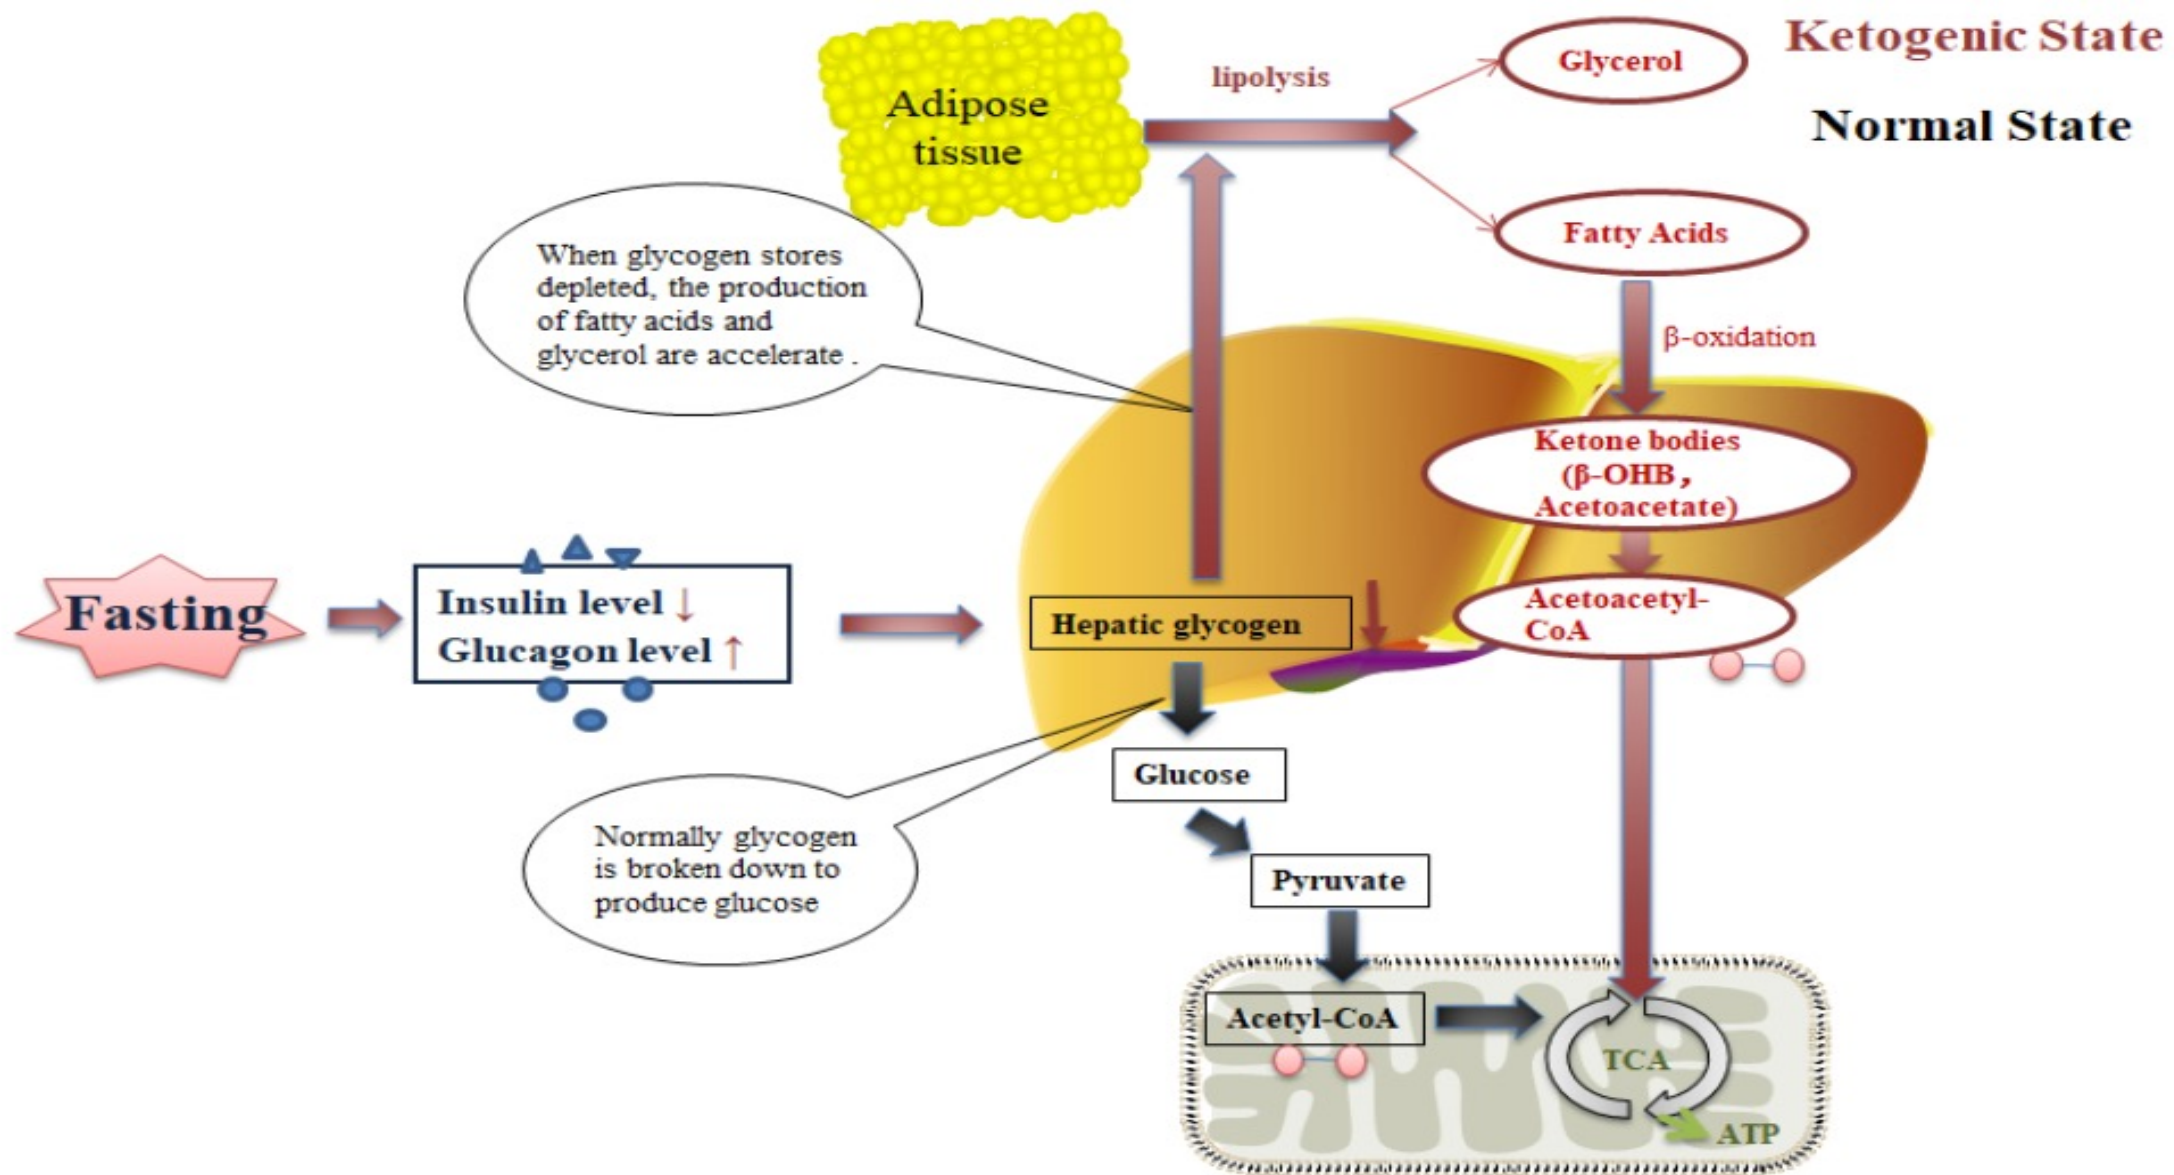 Ketogenic State
Normal State
Adipose
tissue
lipolysis
Glycerol
Fatty Acids
When glycogen stores
depleted, the production
of fatty acids and
glycerol are accelerate .
β-oxidation
Ketone bodies
(β-OHB,
Acetoacetate)
Acetoacetyl-
CoA
Fasting
Insulin level ↓
Glucagon level ↑
Hepatic glycogen
Glucose
Normally glycogen
is broken down to
produce glucose
Pyruvate
Acetyl-CoA
TCA
ATP